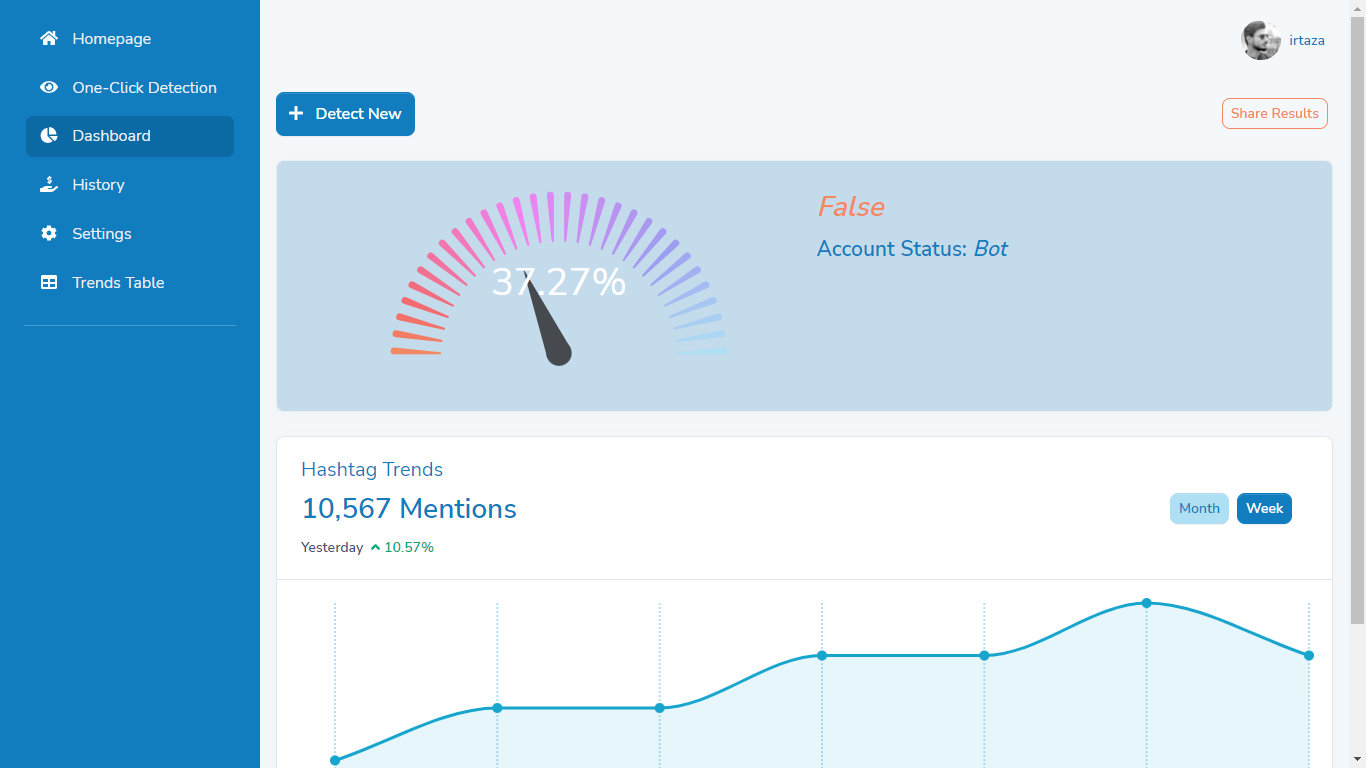 Homepage
One-Click Detection
Dashboard
History
Settings
Trends Table
irtaza
Detect New
Share Results
37.27%
False
Account Status: Bot
Hashtag Trends
10,567 Mentions
Month
Week
Yesterday 10.57%